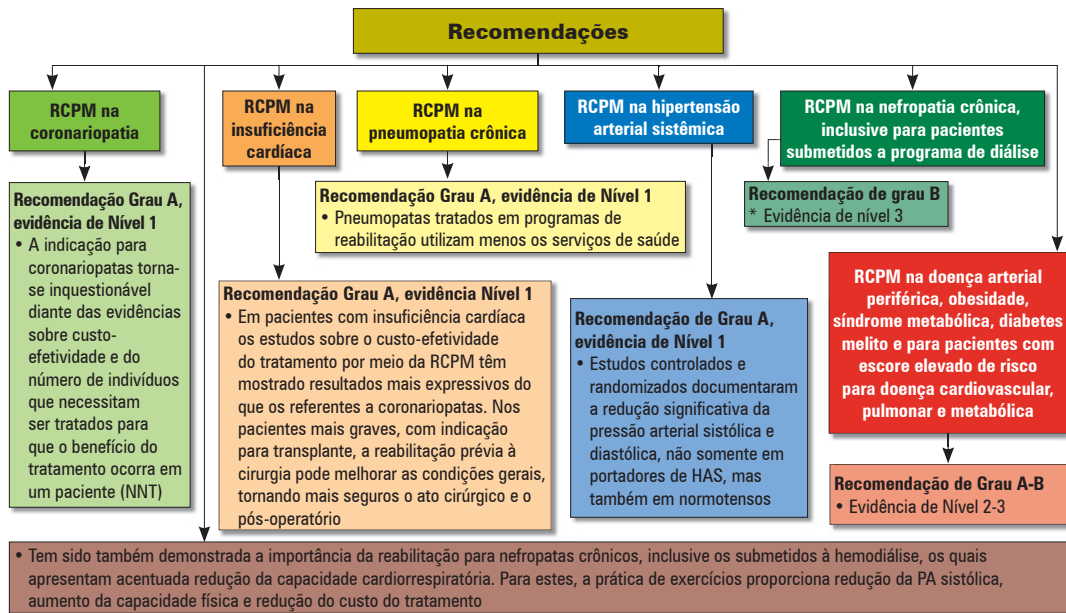 Recomendações
RCPM na
coronariopatia
RCPM na
insuficiência
cardíaca
RCPM na
pneumopatia crônica
RCPM na hipertensão
arterial sistêmica
RCPM na nefropatia crônica,
inclusive para pacientes
submetidos a programa de diálise
Recomendação Grau A,
evidência de Nível 1
• A indicação para
coronariopatas torna-
se inquestionável
diante das evidências
sobre custo-
efetividade e do
número de indivíduos
que necessitam
ser tratados para
que o benefício do
tratamento ocorra em
um paciente (NNT)
Recomendação Grau A, evidência Nível 1
• Em pacientes com insuficiência cardíaca
os estudos sobre o custo-efetividade
do tratamento por meio da RCPM têm
mostrado resultados mais expressivos do
que os referentes a coronariopatas. Nos
pacientes mais graves, com indicação
para transplante, a reabilitação prévia à
cirurgia pode melhorar as condições gerais,
tornando mais seguros o ato cirúrgico e o
pós-operatório
Recomendação Grau A, evidência de Nível 1
• Pneumopatas tratados em programas de
reabilitação utilizam menos os serviços de saúde
Recomendação de Grau A,
evidência de Nível 1
• Estudos controlados e
randomizados documentaram
a redução significativa da
pressão arterial sistólica e
diastólica, não somente em
portadores de HAS, mas
também em normotensos
Recomendação de grau B
* Evidência de nível 3
RCPM na doença arterial
periférica, obesidade,
síndrome metabólica, diabetes
melito e para pacientes com
escore elevado de risco
para doença cardiovascular,
pulmonar e metabólica
Recomendação de Grau A-B
• Evidência de Nível 2-3
• Tem sido também demonstrada a importância da reabilitação para nefropatas crônicos, inclusive os submetidos à hemodiálise, os quais
apresentam acentuada redução da capacidade cardiorrespiratória. Para estes, a prática de exercícios proporciona redução da PA sistólica,
aumento da capacidade física e redução do custo do tratamento